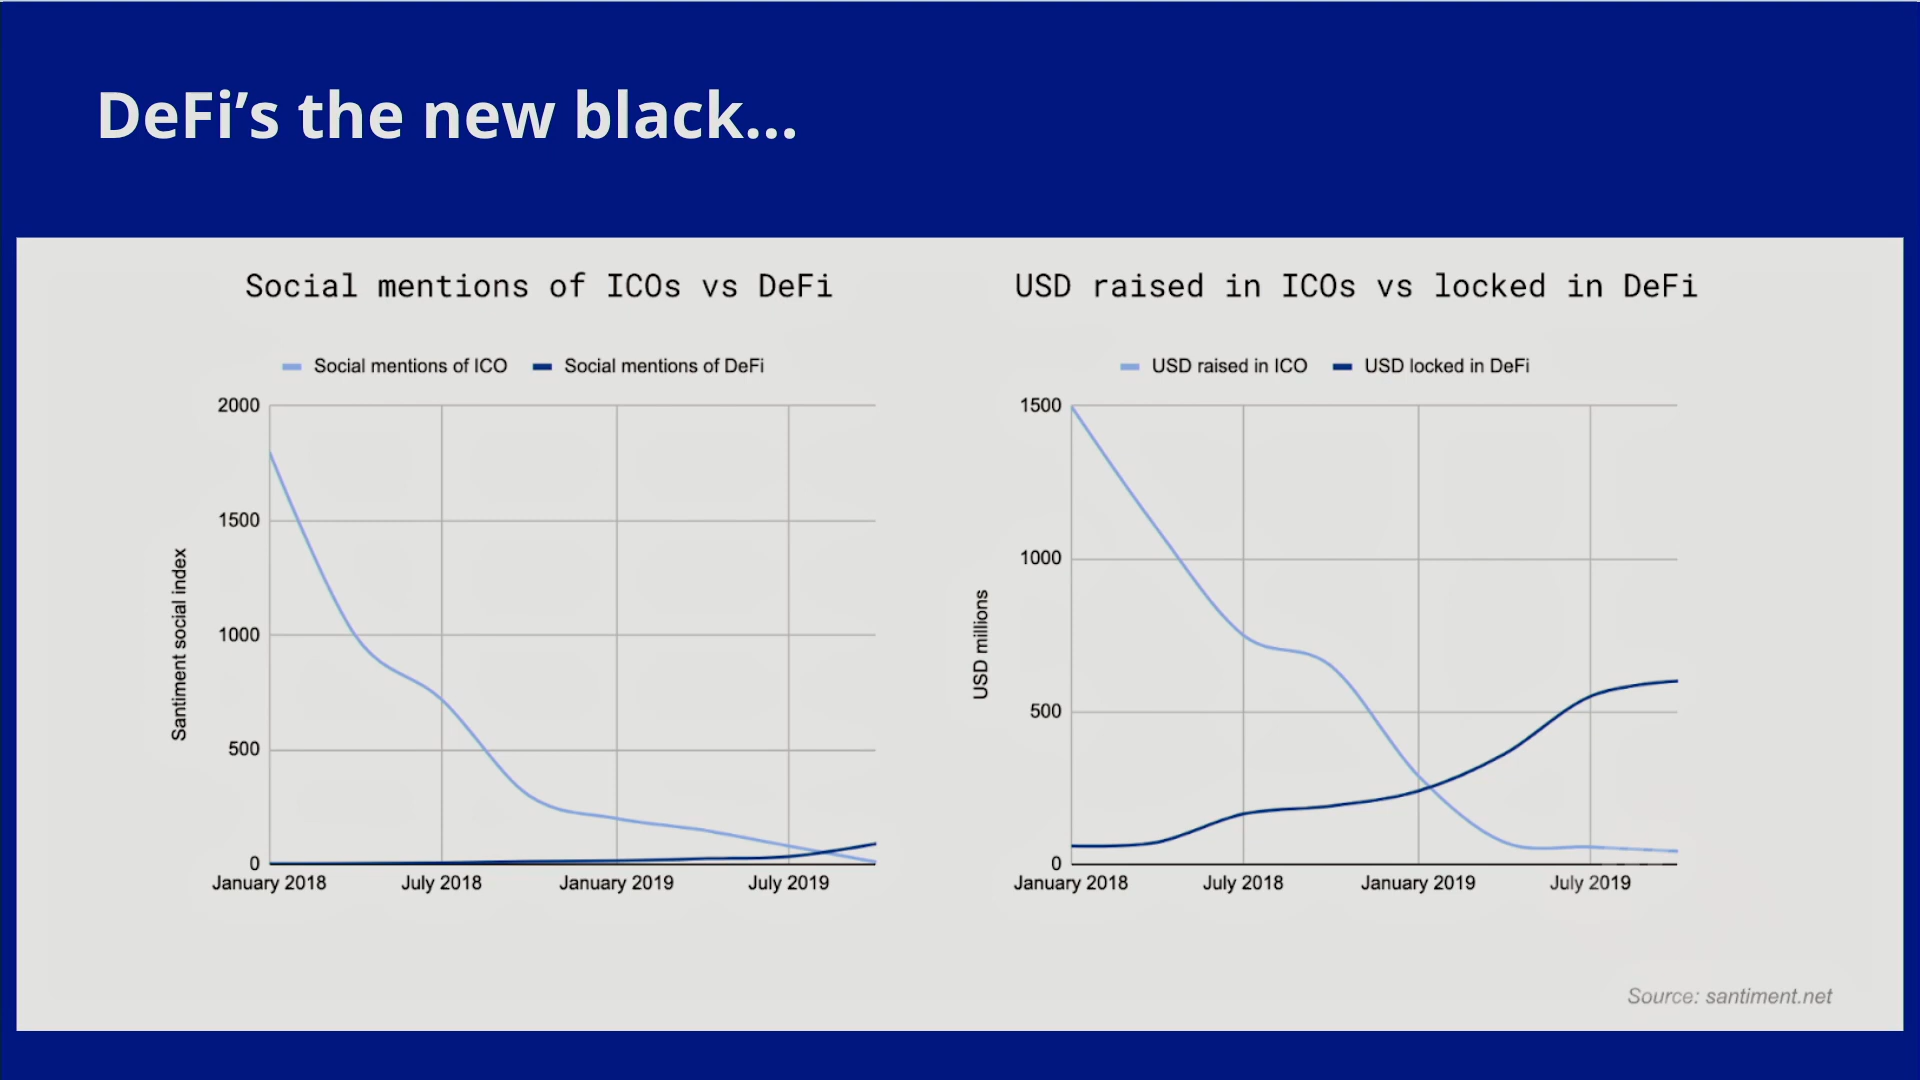 DeFi’s the new black...
Social mentions of ICOs vs DeFi
Social mentions of ICO Social mentions of DeFi
2000
1500
1000
500
0
Santiment social index
January 2018 July 2018 January 2019 July 2019
USD raised in ICOs vs locked in DeFi
USD raised in ICO USD locked in DeFi
1500
1000
500
0
USD millions
January 2018 July 2018 January 2019 July 2019
Source: santiment.net